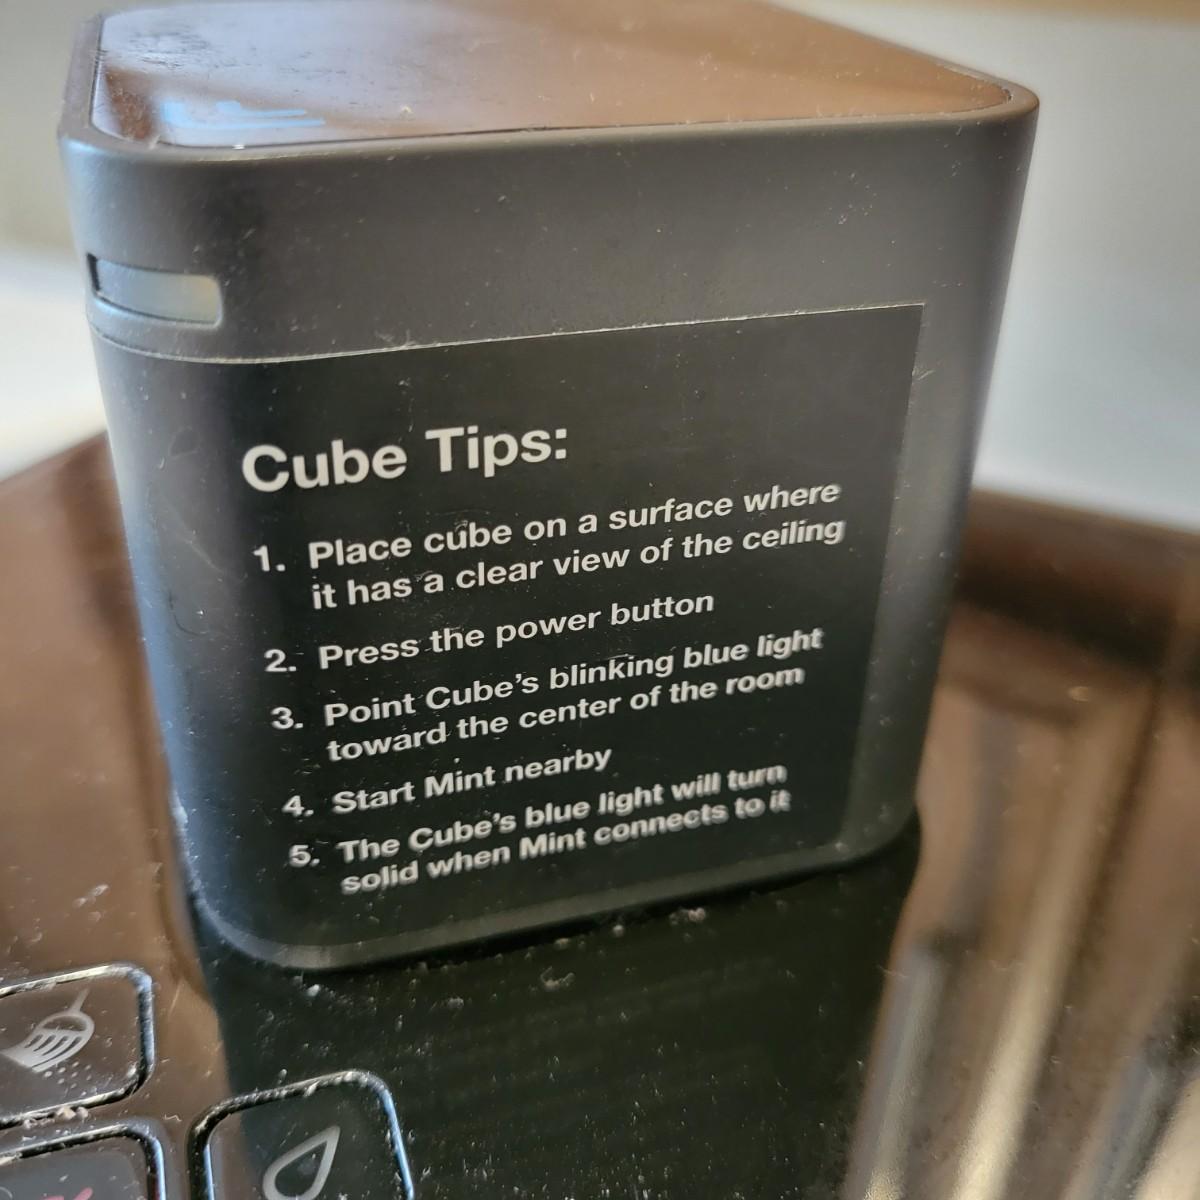 Cube Tips:
1. Place cube on a surface where
it has a clear view of the ceiling
2. Press the power button
3. Point Cube's blinking blue light
toward the center of the room
4. Start Mint nearby
5. The Cube's blue light will turn
solid when Mint connects to it